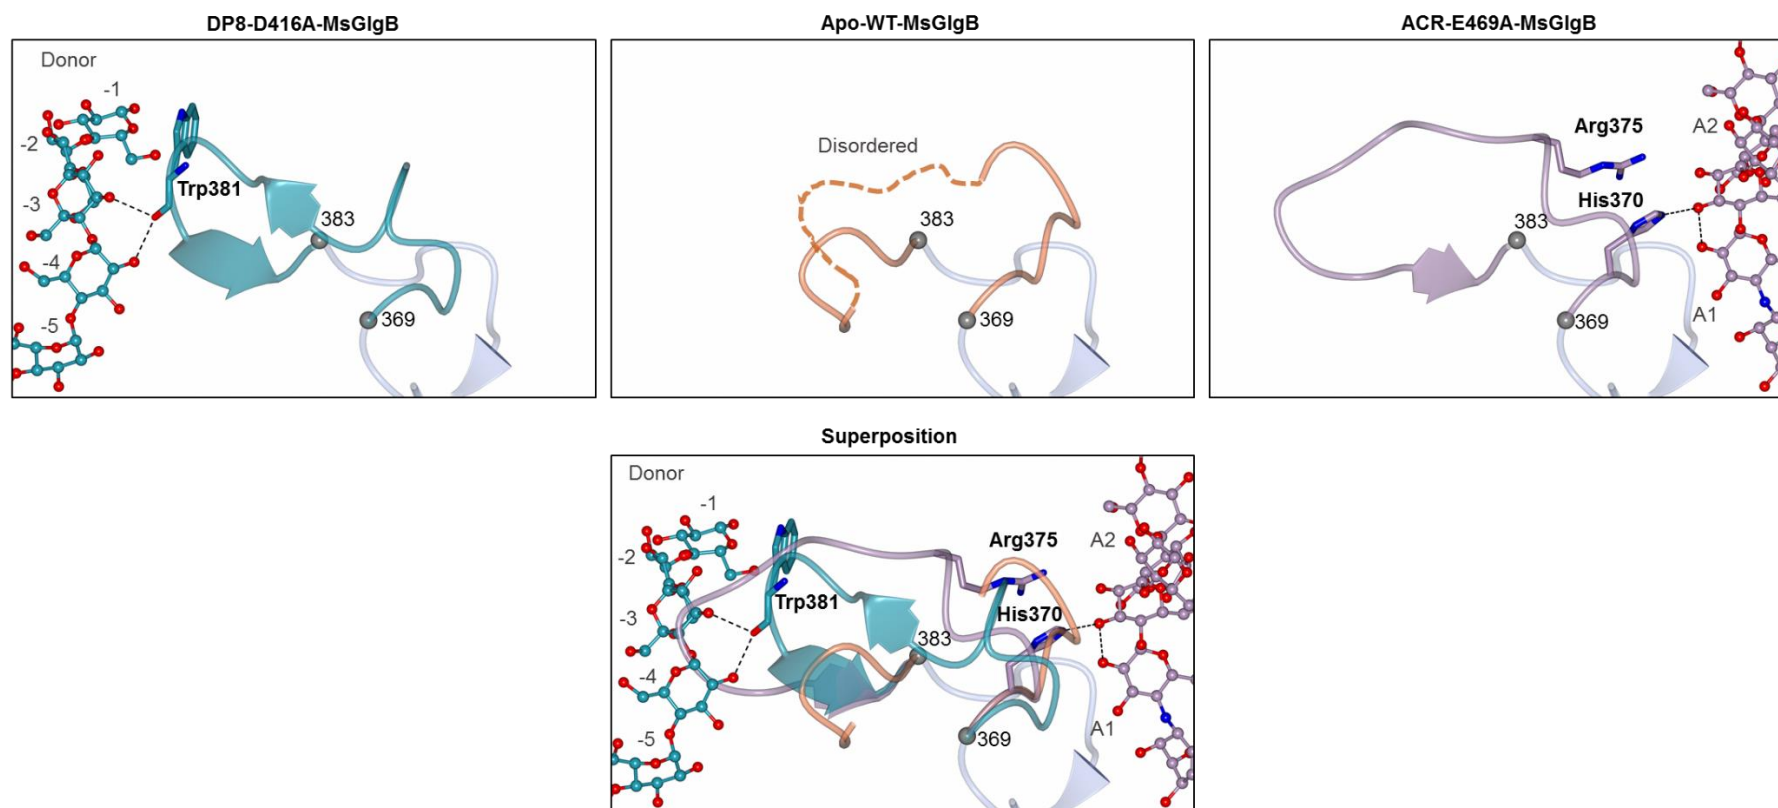 DP8-D416A-MsGlgB
Donor
-1
-2
-3
-4
-5
Trp381
383
369
Apo-WT-MsGlgB
Disordered
383
369
ACR-E469A-MsGlgB
Arg375
His370
A2
383
369
A1
Superposition
Donor
-1
-2
-3
-4
-5
Trp381
Arg375
His370
A2
383
369
A1